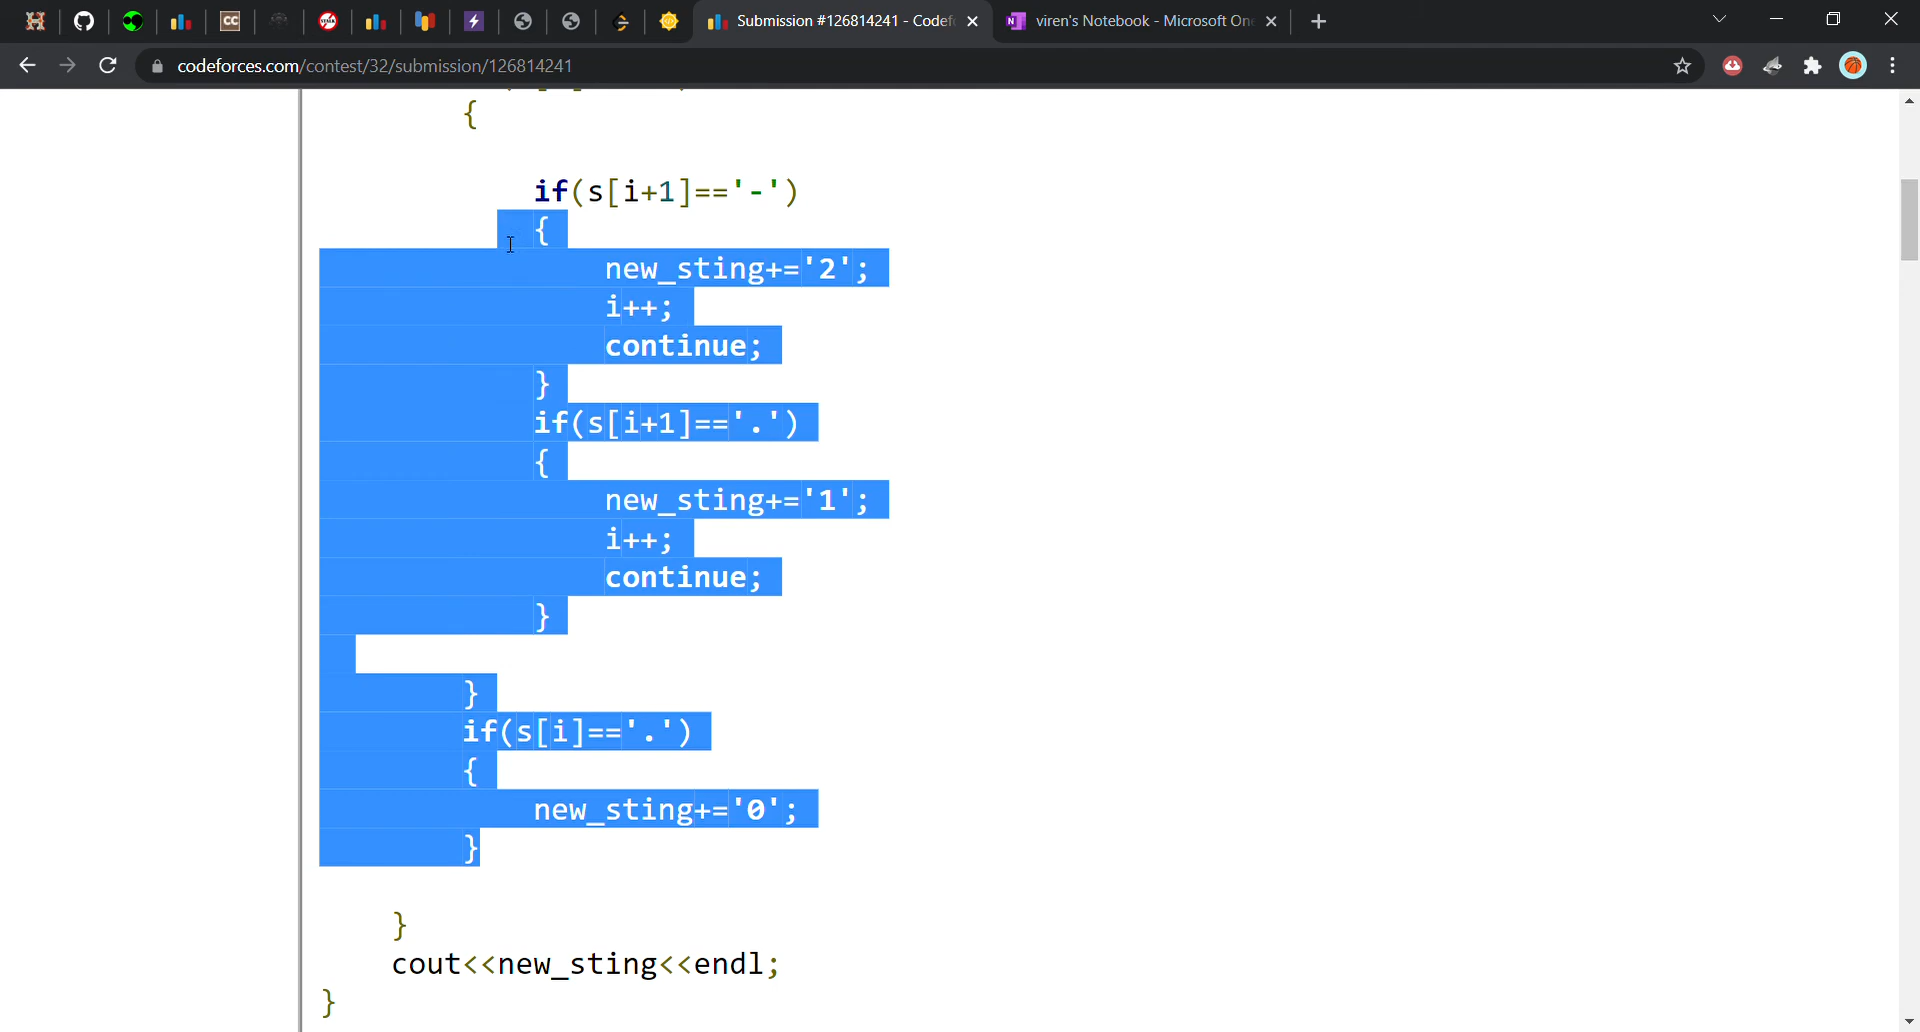 CC
Submission #126814241 - Codef
viren's Notebook - Microsoft On
codeforces.com/contest/32/submission/126814241
{
if(s[i+1]=='-')
{
new_sting+='2';
i++;
continue;
}
if(s[i+1]=='.')
{
new_sting+='1';
i++;
continue;
}
}
if(s[i]=='.')
{
new_sting+='0';
}
}
cout<<new_sting<<endl;
}